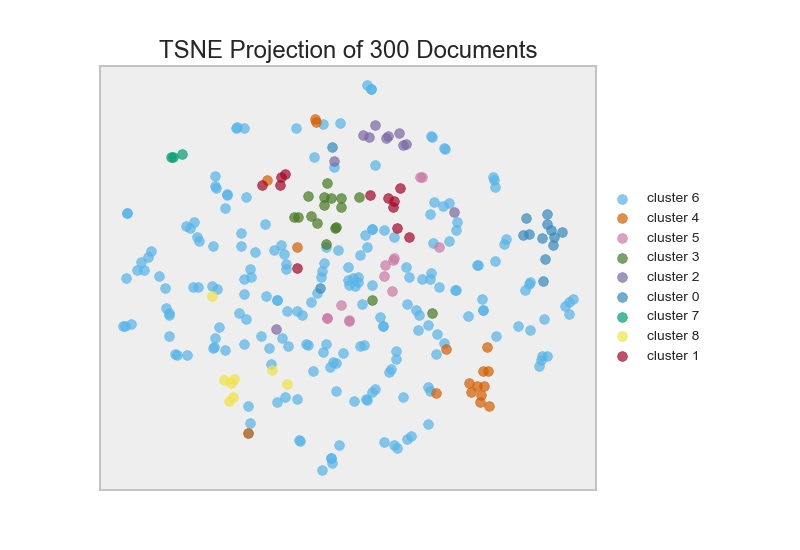 TSNE Projection of 300 Documents
cluster 6
cluster 4
cluster 5
cluster 3
cluster 2
cluster 0
cluster 7
cluster 8
cluster 1